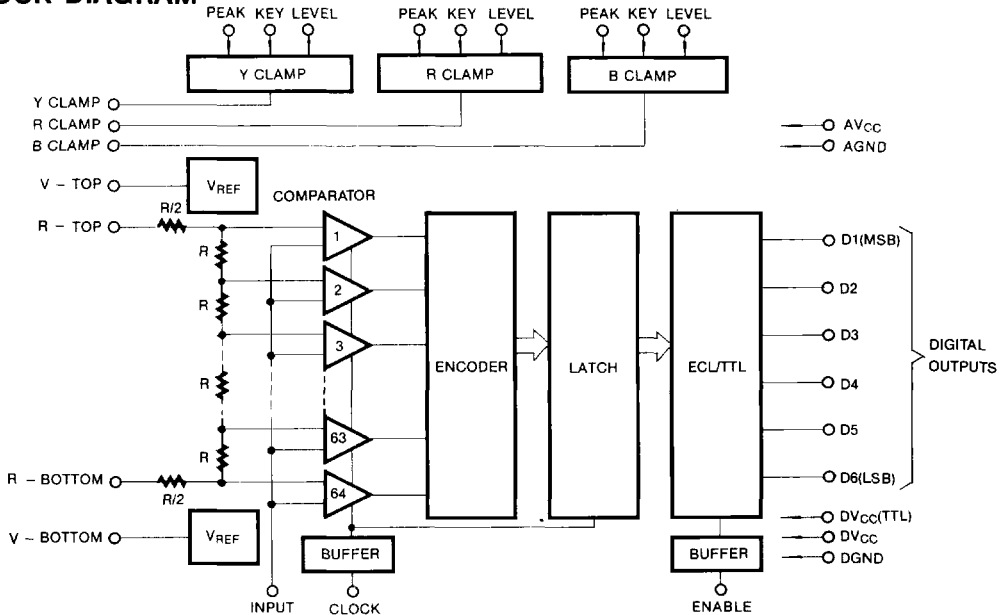 DIAGRAM
PEAK KEY LEVEL PEAK KEY LEVEL PEAK KEY LEVEL
Y CLAMP R CLAMP B CLAMP
Y CLAMP
R CLAMP AVCC
B CLAMP AGND
V - TOP VREF COMPARATOR
R/2
R - TOP
1 D1(MSB)
R
2 D2
R
3 D3
ENCODER LATCH ECL/TTL DIGITAL OUTPUTS
R D4
63 D5
R
R - BOTTOM 64 D6(LSB)
R/2
DVCC(TTL)
V - BOTTOM VREF DVCC
BUFFER BUFFER DGND
INPUT CLOCK ENABLE